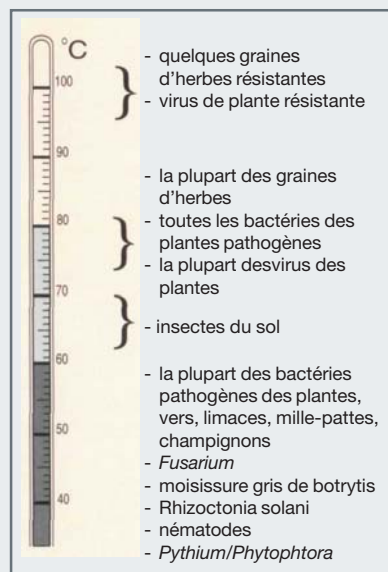 °C
100
90
80
70
60
50
40
- quelques graines
d'herbes résistantes
- virus de plante résistante
- la plupart des graines
d'herbes
- toutes les bactéries des
plantes pathogènes
- la plupart desvirus des
plantes
- insectes du sol
- la plupart des bactéries
pathogènes des plantes,
vers, limaces, mille-pattes,
champignons
- Fusarium
- moisissure gris de botrytis
- Rhizoctonia solani
- nématodes
- Pythium/Phytophtora